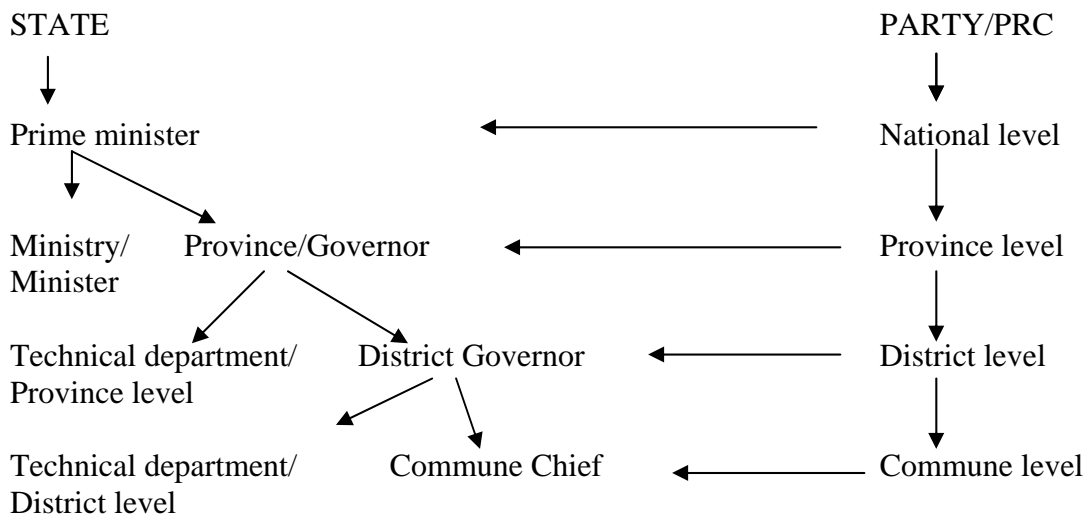 STATE PARTY/PRC
Prime minister National level
Ministry/ Province/Governor Province level
Minister
Technical department/ District Governor District level
Province level
Technical department/ Commune Chief Commune level
District level